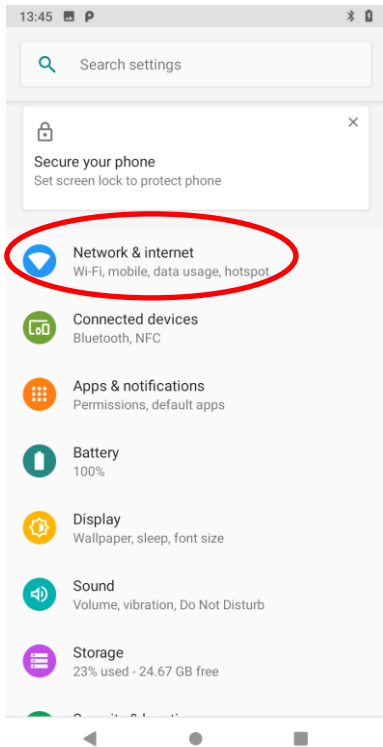 13:45
Search settings
Secure your phone
Set screen lock to protect phone
Network & internet
Wi-Fi, mobile, data usage, hotspot
Connected devices
Bluetooth, NFC
Apps & notifications
Permissions, default apps
Battery
100%
Display
Wallpaper, sleep, font size
Sound
Volume, vibration, Do Not Disturb
Storage
23% used - 24.67 GB free